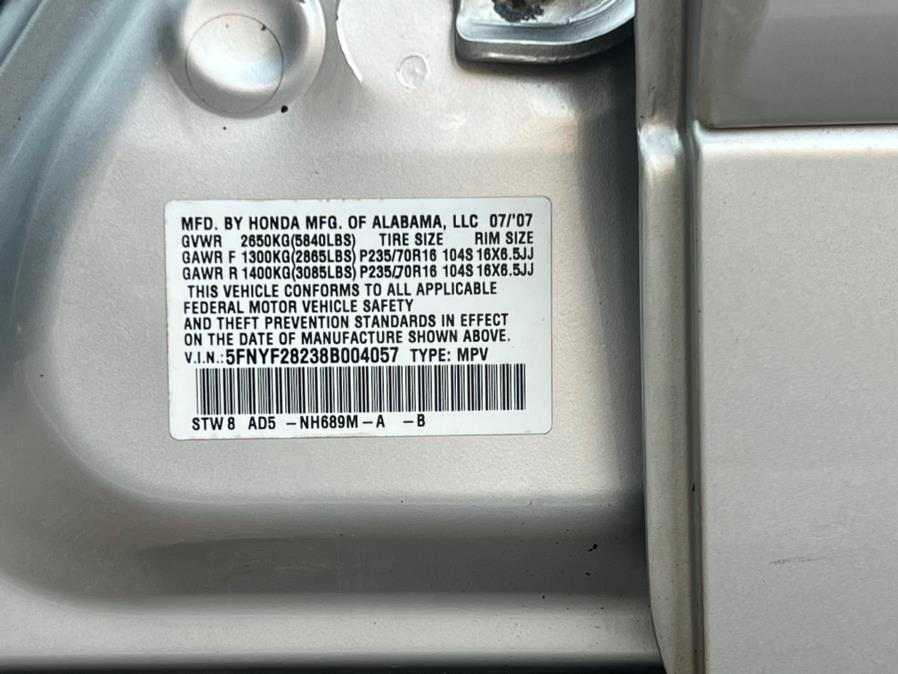 MFD. BY HONDA MFG. OF ALABAMA, LLC 07/'07
GVWR 2650KG(5840LBS) TIRE SIZE RIM SIZE
GAWR F 1300KG(2865LBS) P235/70R16 104S 16X6.5JJ
GAWR R 1400KG(3085LBS) P235/70R16 104S 16X6.5JJ
THIS VEHICLE CONFORMS TO ALL APPLICABLE
FEDERAL MOTOR VEHICLE SAFETY
AND THEFT PREVENTION STANDARDS IN EFFECT
ON THE DATE OF MANUFACTURE SHOWN ABOVE.
V.I.N.:5FNYF28238B004057 TYPE: MPV
STW8 AD5 -NH689M-A -B